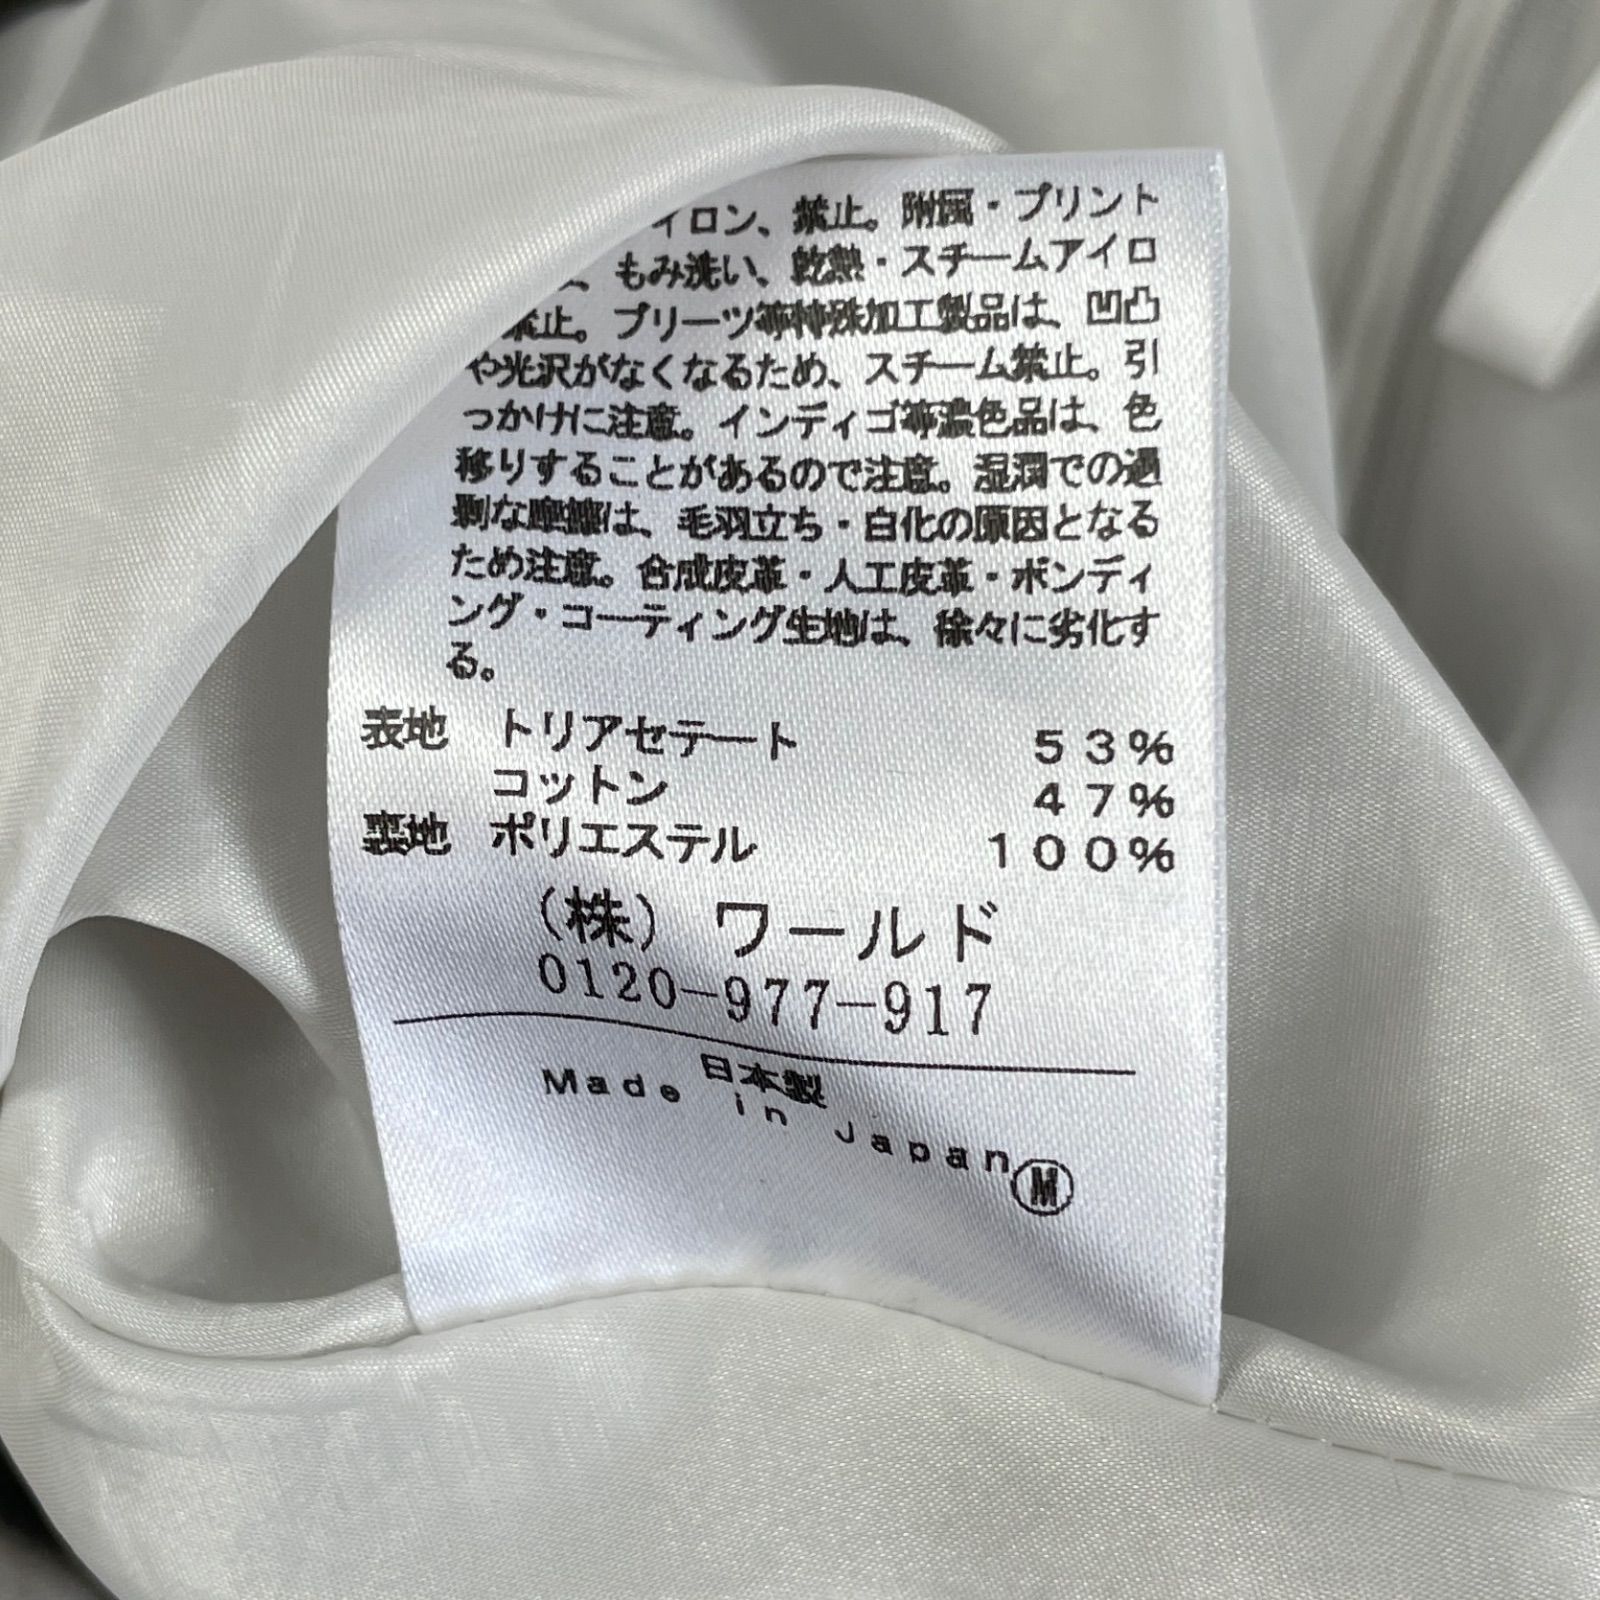 イロン、禁止。附属・プリント
、もみ洗い、乾熱・スチームアイロ
禁止。プリーツ等特殊加工製品は、凹凸
や光沢がなくなるため、スチーム禁止。引
っかけに注意。インディゴ等濃色品は、色
移りすることがあるので注意。湿潤での過
剰な摩擦は、毛羽立ち・白化の原因となる
ため注意。合成皮革・人工皮革・ボンディ
ング・コーティング生地は、徐々に劣化す
る。
表地 トリアセテート 53%
コットン 47%
裏地 ポリエステル 100%
(株) ワールド
0120-977-917
日本製
Made in Japan Ⓜ